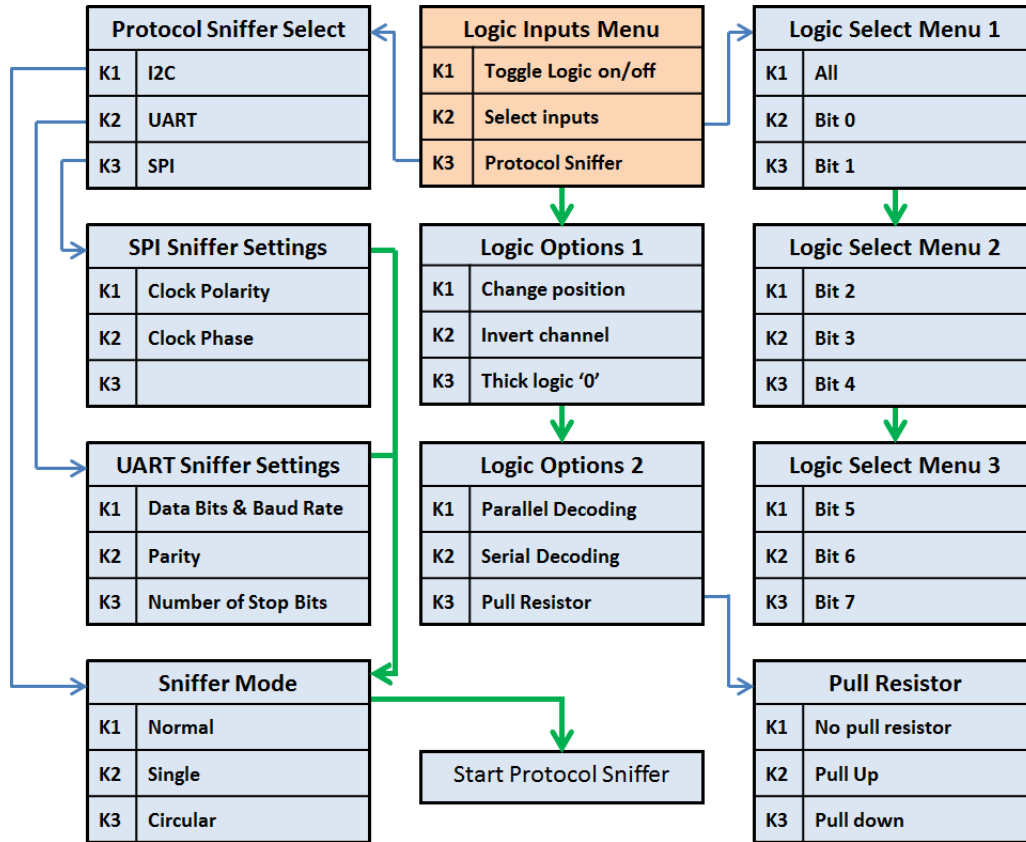 Protocol Sniffer Select
K1 I2C
K2 UART
K3 SPI
Logic Inputs Menu
K1 Toggle Logic on/off
K2 Select inputs
K3 Protocol Sniffer
Logic Select Menu 1
K1 All
K2 Bit 0
K3 Bit 1
SPI Sniffer Settings
K1 Clock Polarity
K2 Clock Phase
K3
Logic Options 1
K1 Change position
K2 Invert channel
K3 Thick logic ‘0’
Logic Select Menu 2
K1 Bit 2
K2 Bit 3
K3 Bit 4
UART Sniffer Settings
K1 Data Bits & Baud Rate
K2 Parity
K3 Number of Stop Bits
Logic Options 2
K1 Parallel Decoding
K2 Serial Decoding
K3 Pull Resistor
Logic Select Menu 3
K1 Bit 5
K2 Bit 6
K3 Bit 7
Sniffer Mode
K1 Normal
K2 Single
K3 Circular
Start Protocol Sniffer
Pull Resistor
K1 No pull resistor
K2 Pull Up
K3 Pull down